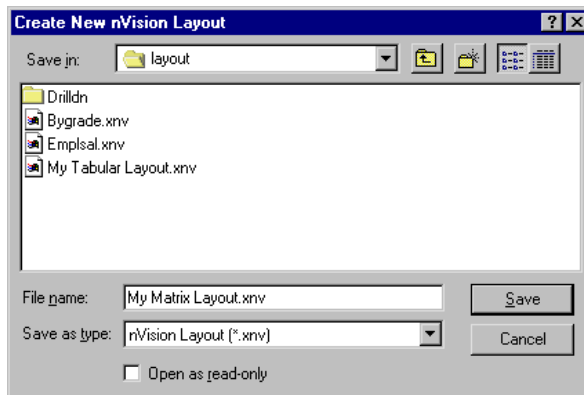 Create New nVision Layout
Save in: layout
Drilldn
Bygrade.xnv
Emplsal.xnv
My Tabular Layout.xnv
File name: My Matrix Layout.xnv Save
Save as type: nVision Layout (*.xnv) Cancel
Open as read-only